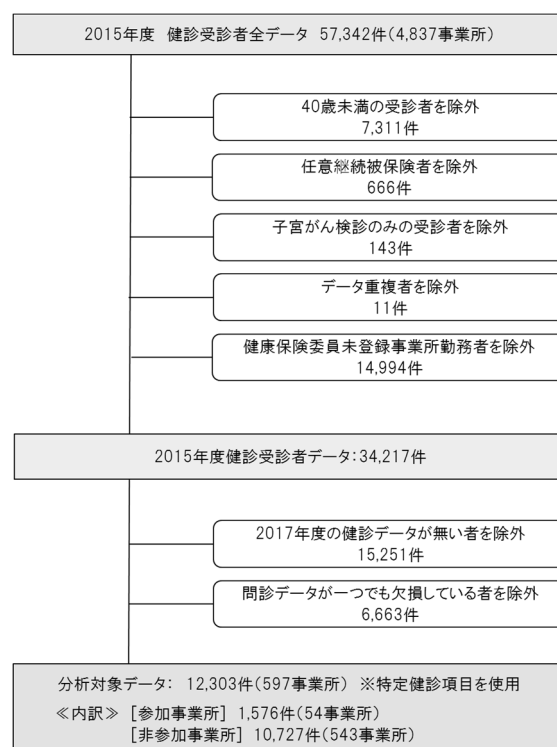 2015年度 健診受診者全データ 57,342件(4,837事業所)
40歳未満の受診者を除外
7,311件
任意継続被保険者を除外
666件
子宮がん検診のみの受診者を除外
143件
データ重複者を除外
11件
健康保険委員未登録事業所勤務者を除外
14,994件
2015年度健診受診者データ:34,217件
2017年度の健診データが無い者を除外
15,251件
問診データが一つでも欠損している者を除外
6,663件
分析対象データ: 12,303件(597事業所) ※特定健診項目を使用
≪内訳≫ [参加事業所] 1,576件(54事業所)
[非参加事業所] 10,727件(543事業所)